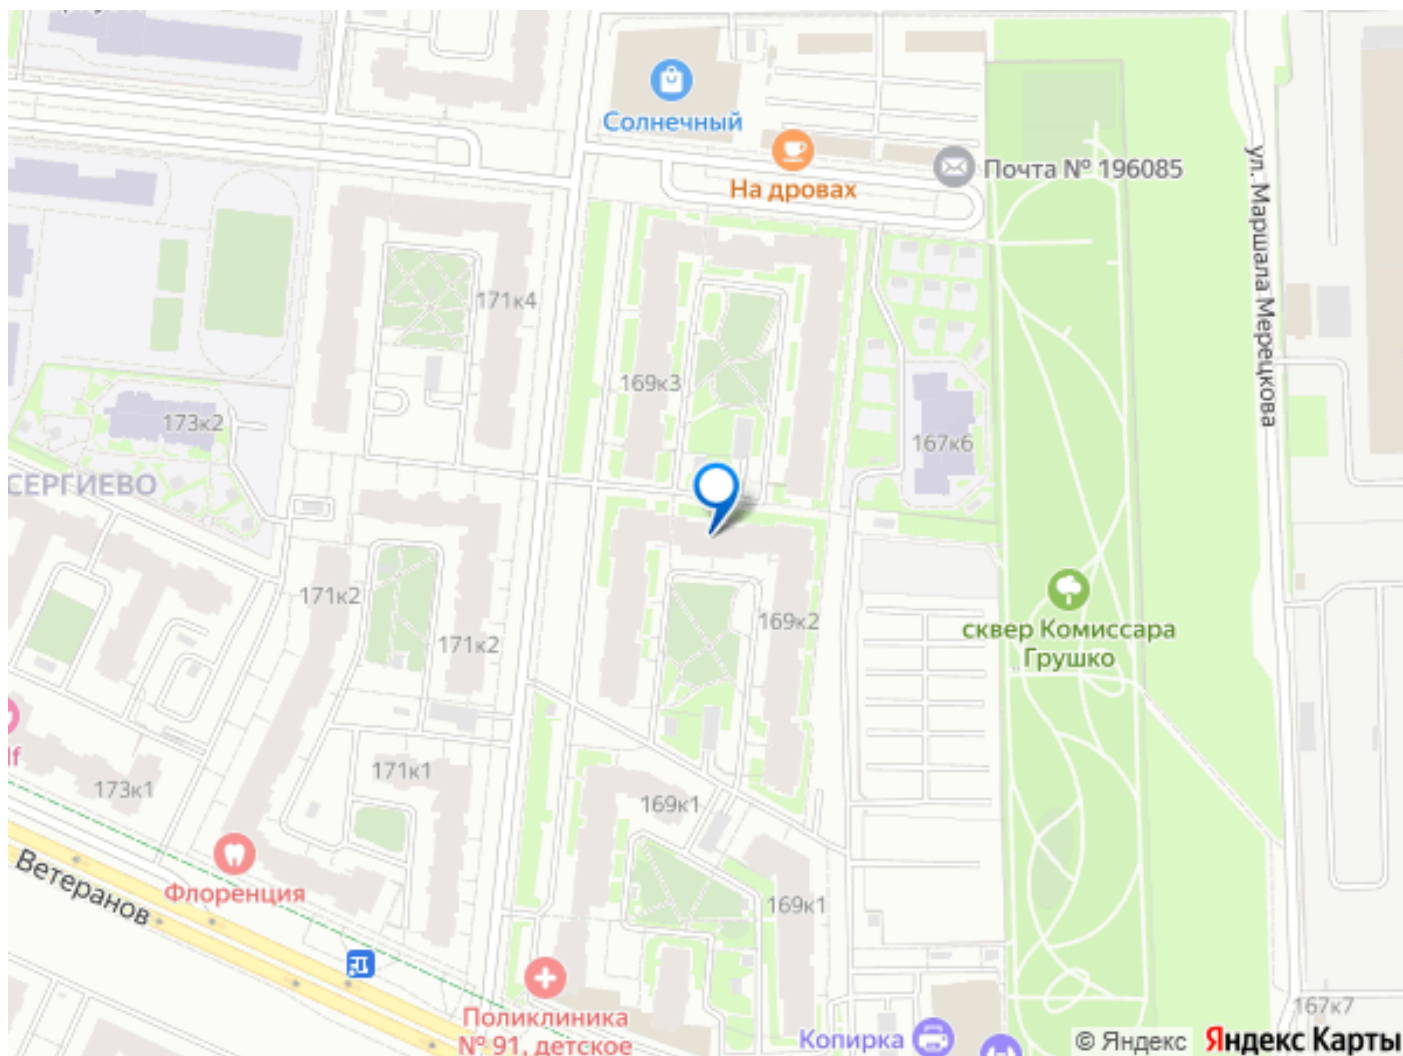 Солнечный
На дровах
Почта № 196085
ул. Маршала Мерецкова
171к4
169к3
173к2
167к6
СЕРГИЕВО
171к2
169к2
171к2
сквер Комиссара
Грушко
171к1
173к1
169к1
Ветеранов
Флоренция
169к1
Поликлиника
№ 91, детское
Копирка
167к7
© Яндекс
Яндекс Карты